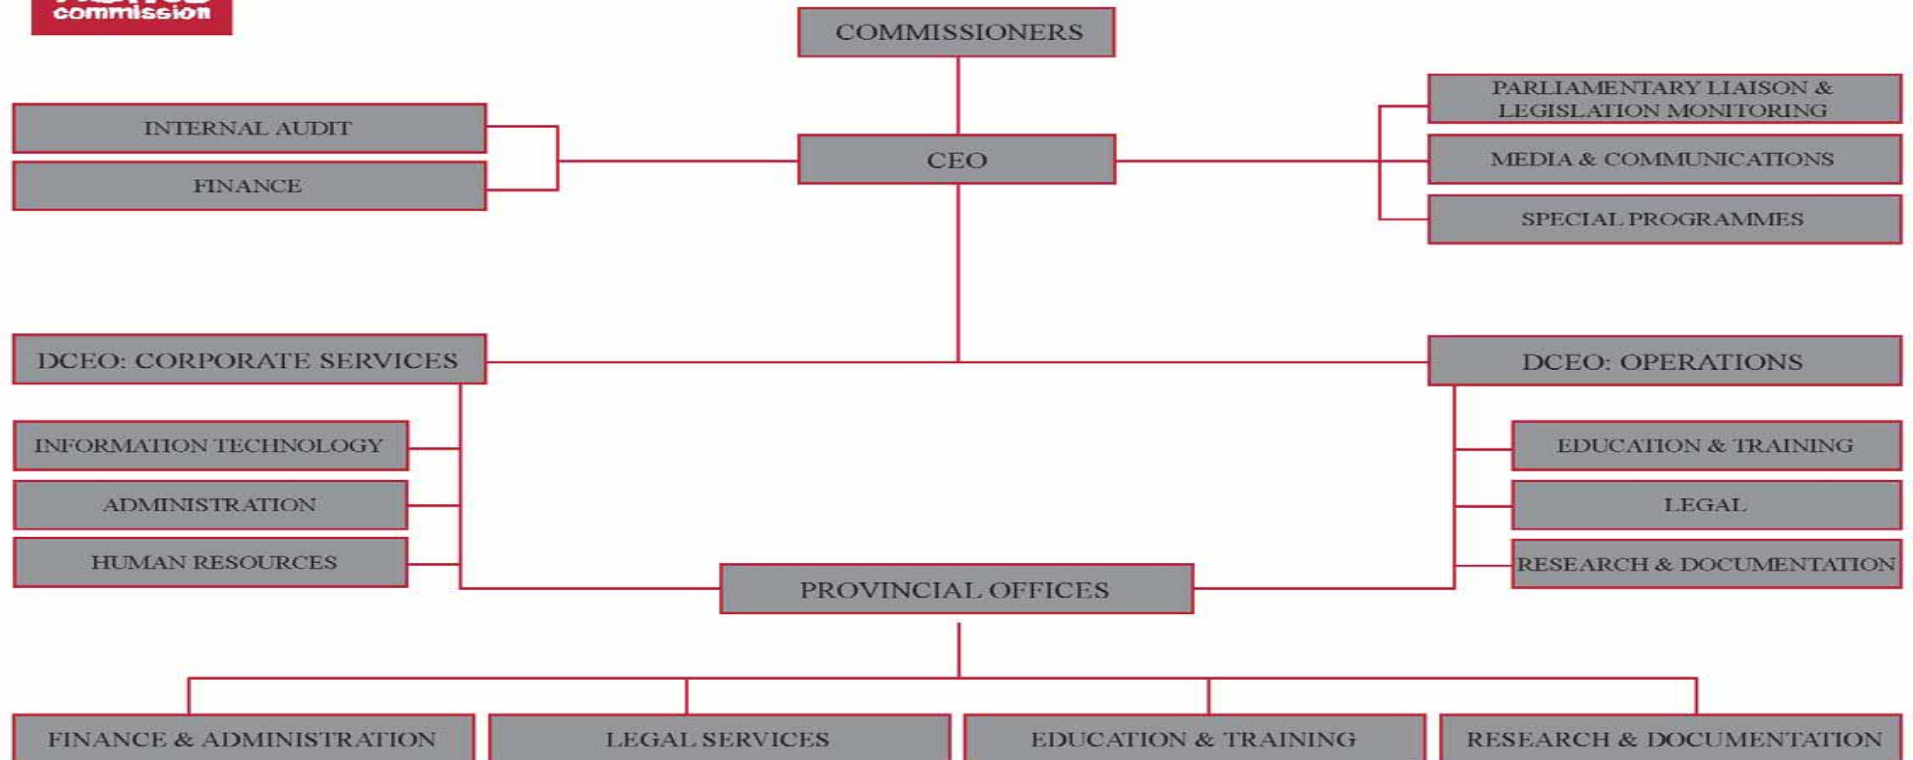 commission
COMMISSIONERS
PARLIAMENTARY LIAISON &
LEGISLATION MONITORING
INTERNAL AUDIT
CEO
MEDIA & COMMUNICATIONS
FINANCE
SPECIAL PROGRAMMES
DCEO: CORPORATE SERVICES
DCEO: OPERATIONS
INFORMATION TECHNOLOGY
EDUCATION & TRAINING
ADMINISTRATION
LEGAL
HUMAN RESOURCES
RESEARCH & DOCUMENTATION
PROVINCIAL OFFICES
FINANCE & ADMINISTRATION
LEGAL SERVICES
EDUCATION & TRAINING
RESEARCH & DOCUMENTATION